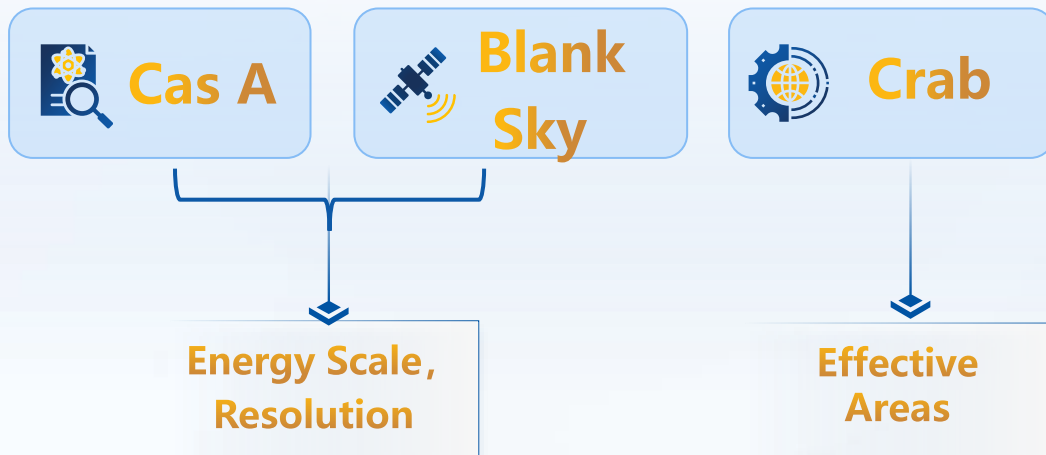 Cas A
Blank
Sky
Crab
Energy Scale,
Resolution
Effective
Areas